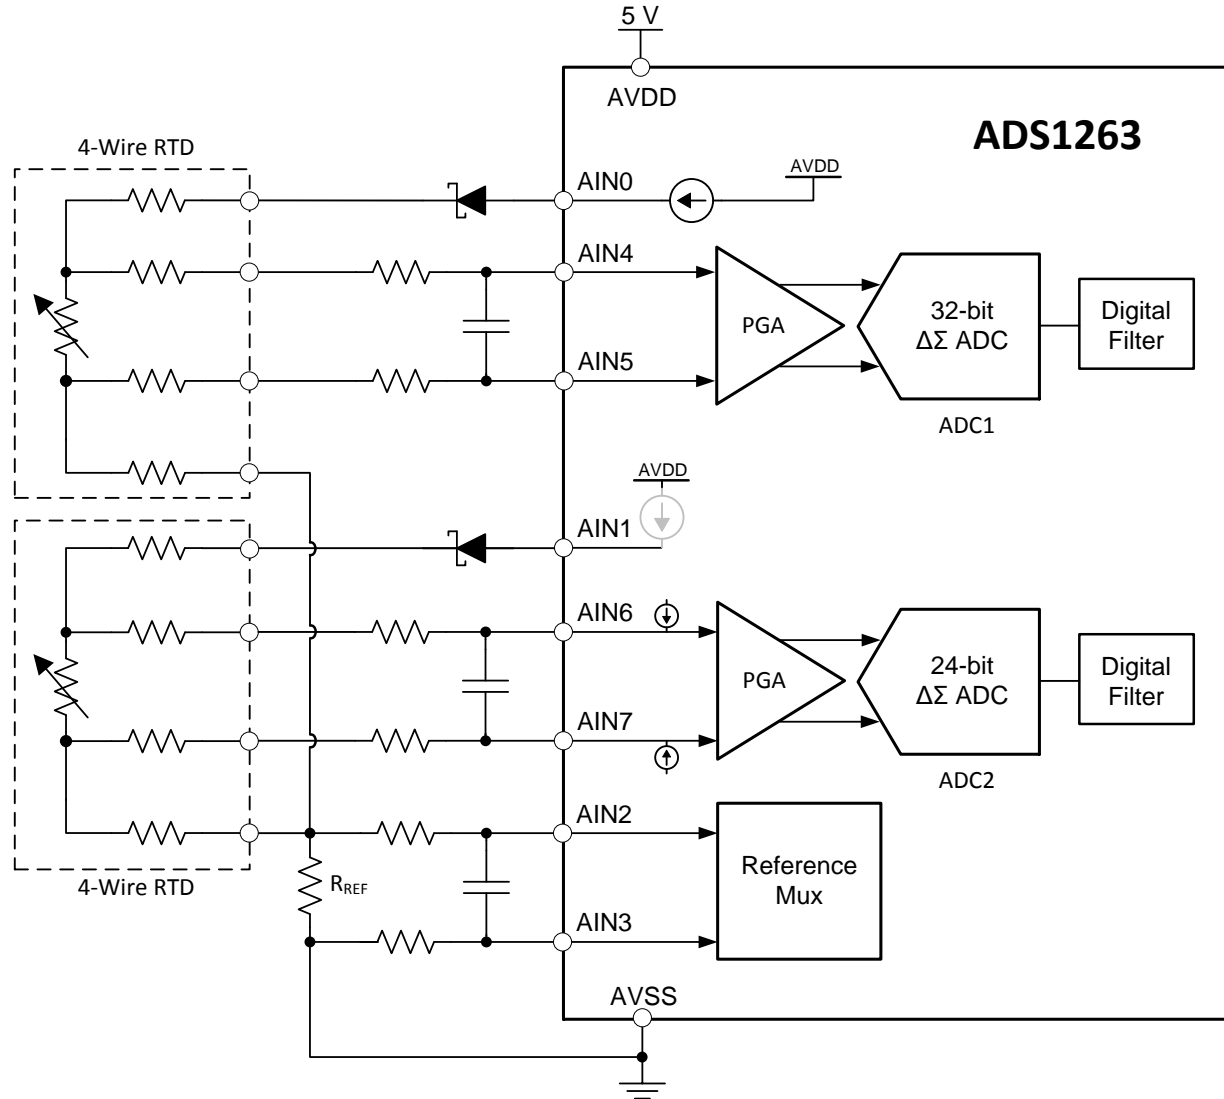 5 V
AVDD
ADS1263
4-Wire RTD
AIN0
AVDD
AIN4
PGA
32-bit
ΔΣ ADC
Digital
Filter
AIN5
ADC1
AVDD
AIN1
AIN6
PGA
24-bit
ΔΣ ADC
Digital
Filter
AIN7
ADC2
AIN2
Reference
Mux
4-Wire RTD
RREF
AIN3
AVSS